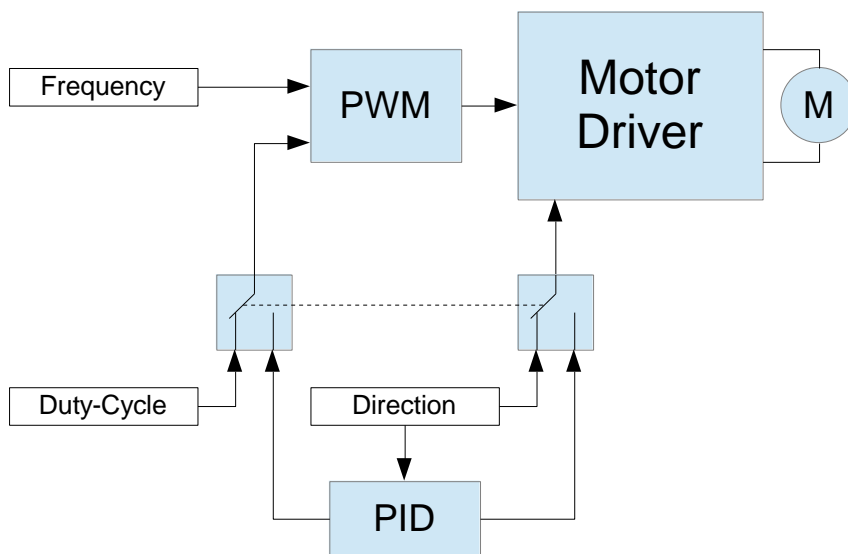 Frequency
PWM
Motor
Driver
M
Duty-Cycle
Direction
PID